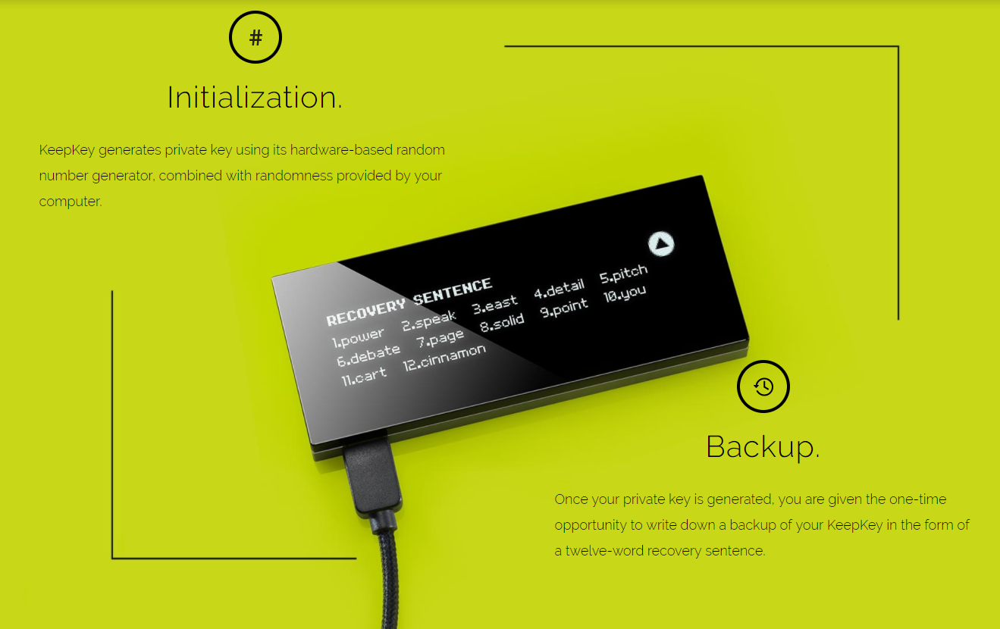 #
Initialization.
KeepKey generates private key using its hardware-based random
number generator, combined with randomness provided by your
computer.
RECOVERY SENTENCE
1.power 2.speak 3.east 4.detail 5.pitch
6.debate 7.page 8.solid 9.point 10.you
11.cart 12.cinnamon
Backup.
Once your private key is generated, you are given the one-time
opportunity to write down a backup of your KeepKey in the form of
a twelve-word recovery sentence.